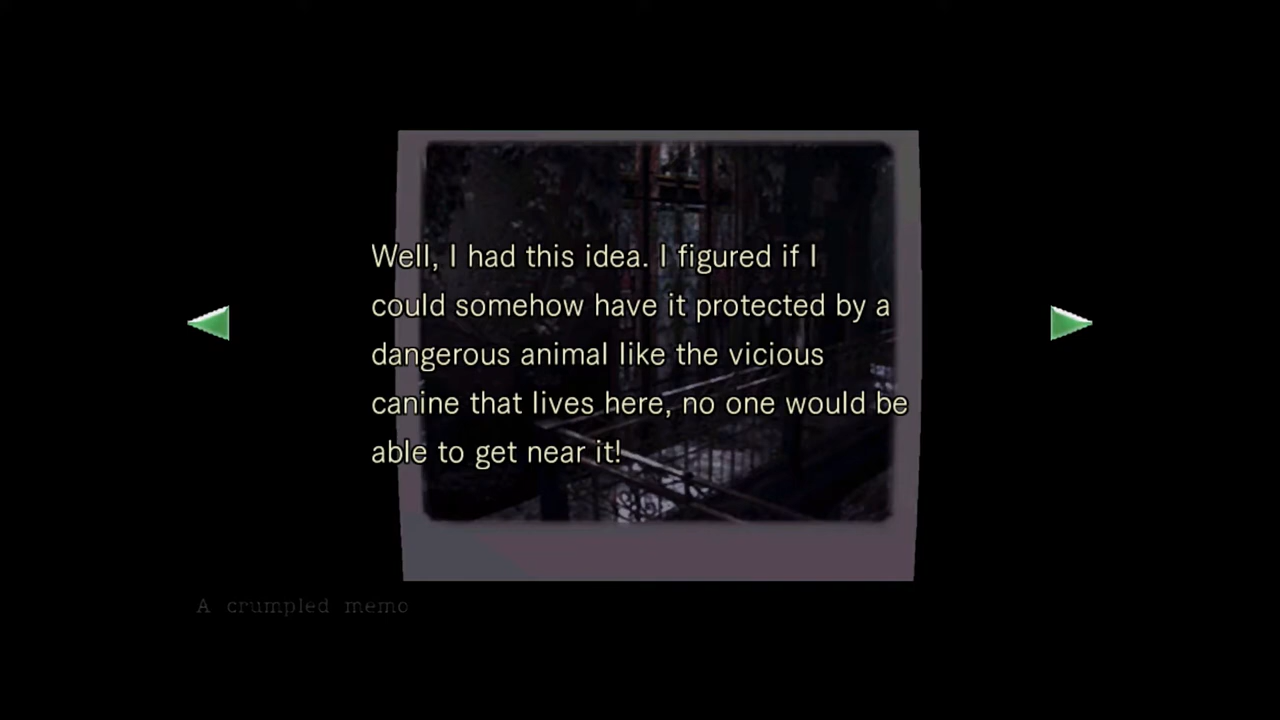 Well, I had this idea. I figured if I
could somehow have it protected by a
dangerous animal like the vicious
canine that lives here, no one would be
able to get near it!
A crumpled memo